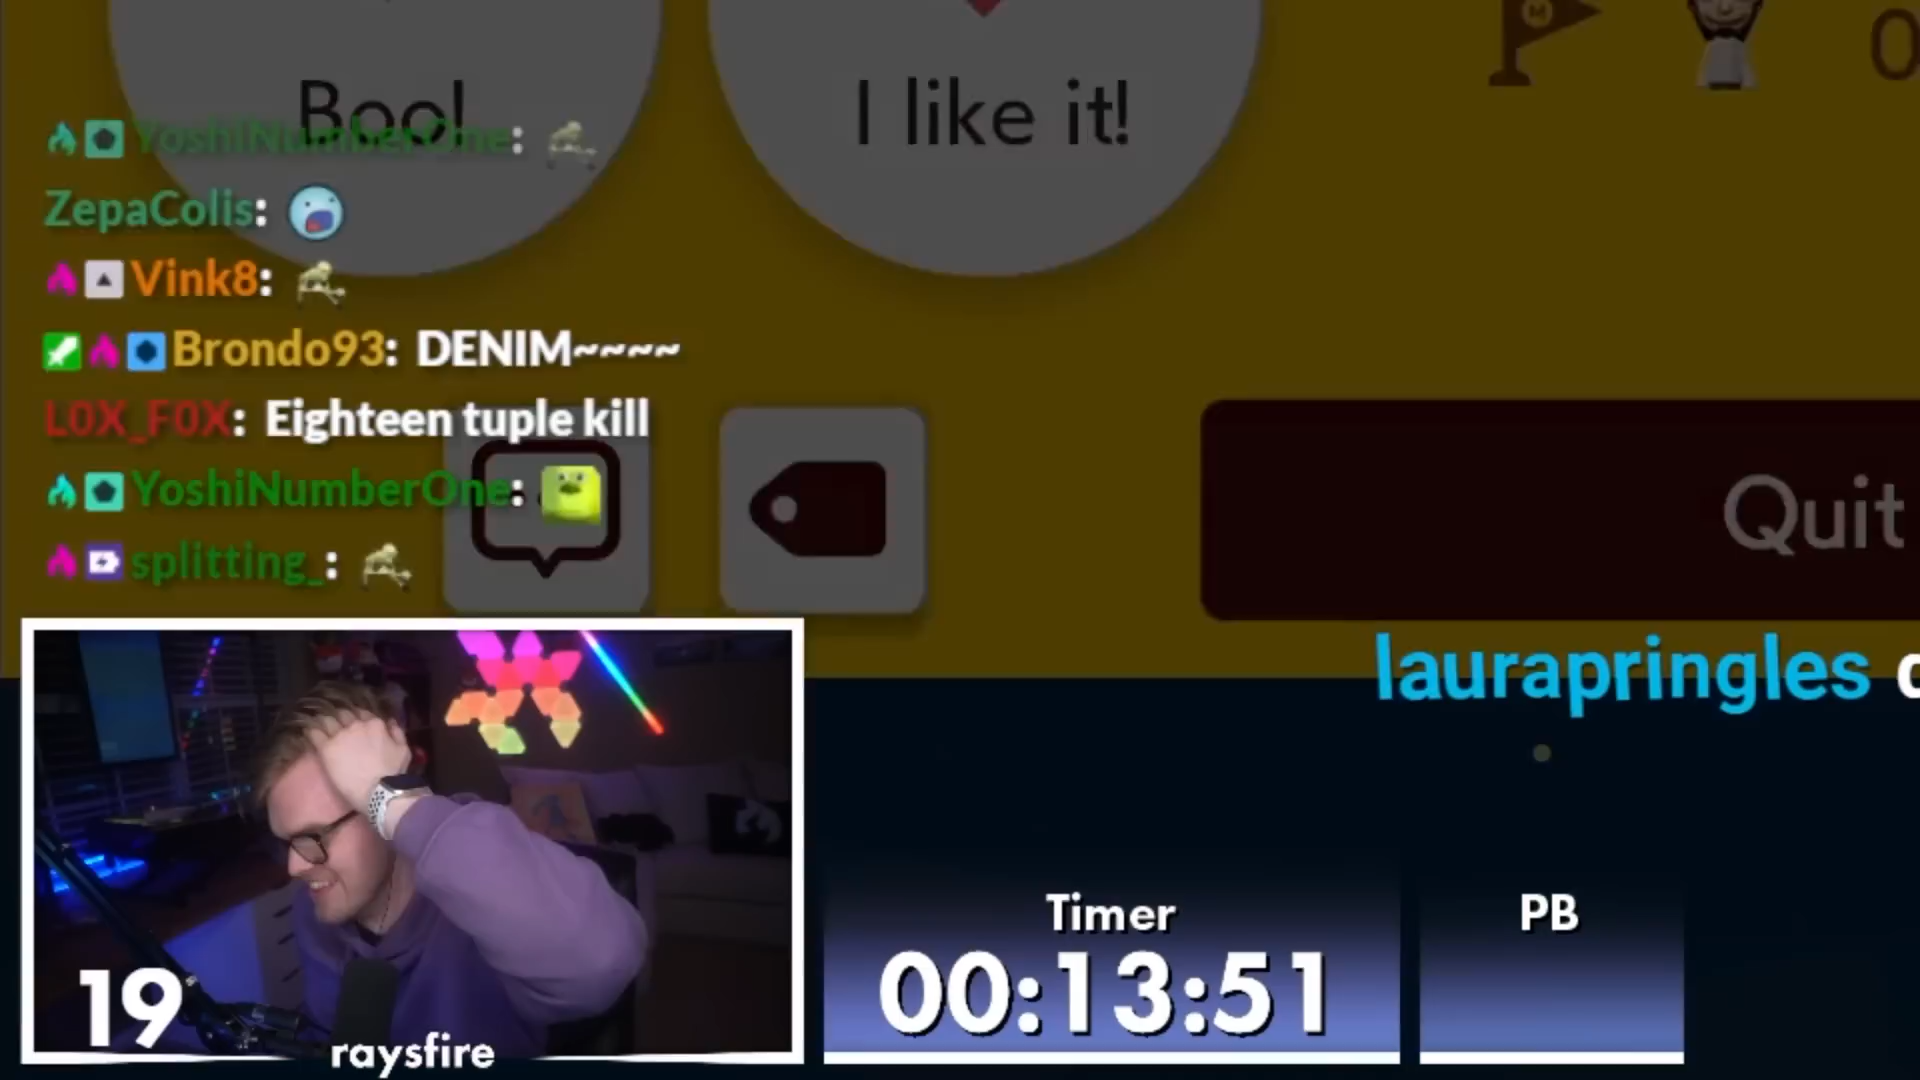 Boo!
I like it!
0
YoshiNumberOne:
ZepaColis:
Vink8:
Brondo93: DENIM~~~~
L0X_F0X: Eighteen tuple kill
YoshiNumberOne:
splitting_:
Quit
laurapringles
19
raysfire
Timer
00:13:51
PB